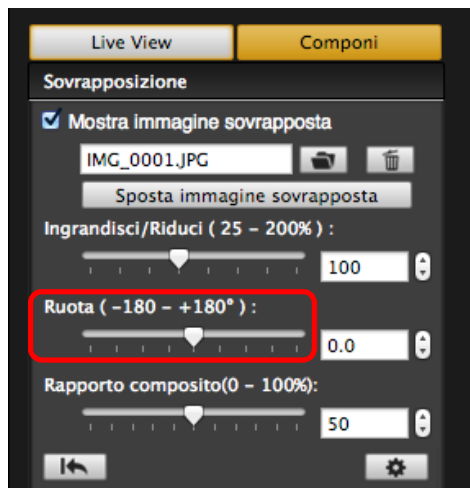 Live View Componi
Sovrapposizione
Mostra immagine sovrapposta
IMG_0001.JPG
Sposta immagine sovrapposta
Ingrandisci/Riduci ( 25 – 200% ) :
100
Ruota ( –180 – +180° ) :
0.0
Rapporto composito(0 – 100%):
50